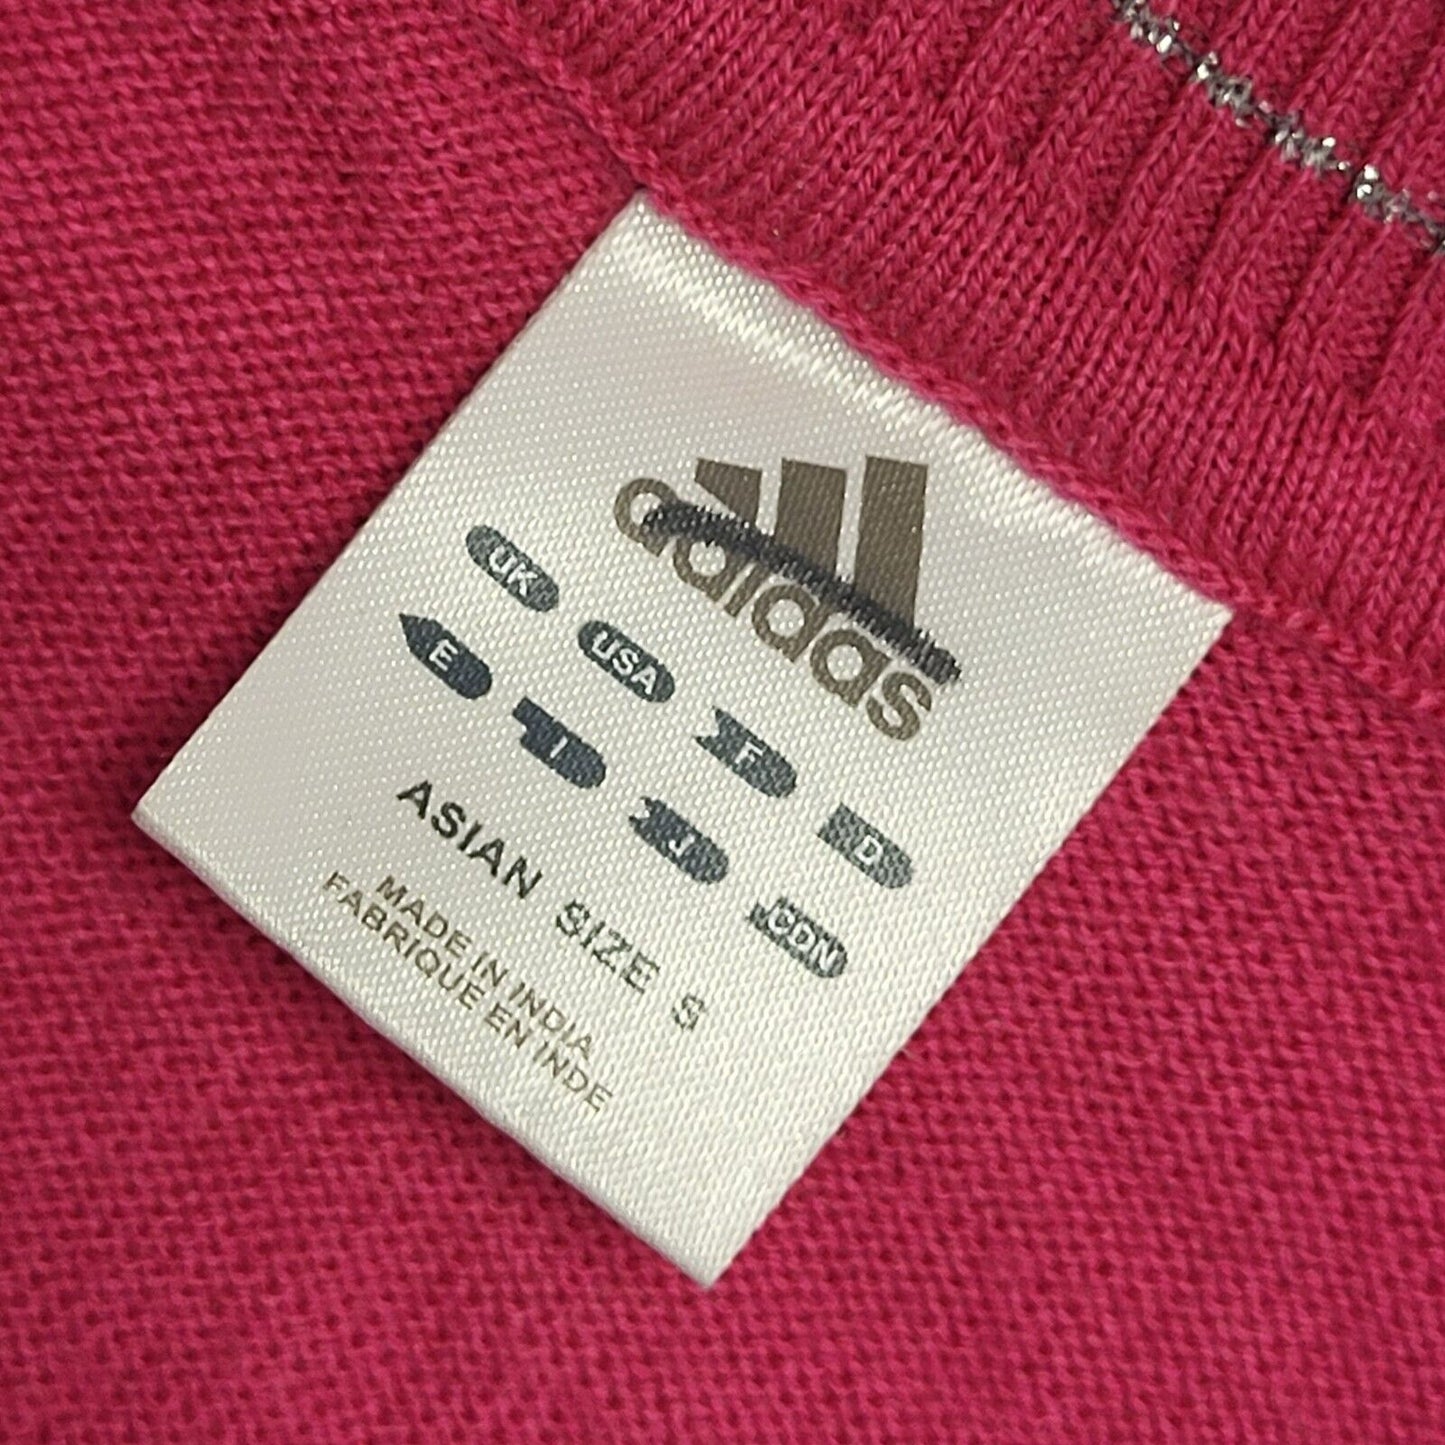 adidas
UK USA F D
E I J CDN
ASIAN SIZE S
MADE IN INDIA
FABRIQUE EN INDE